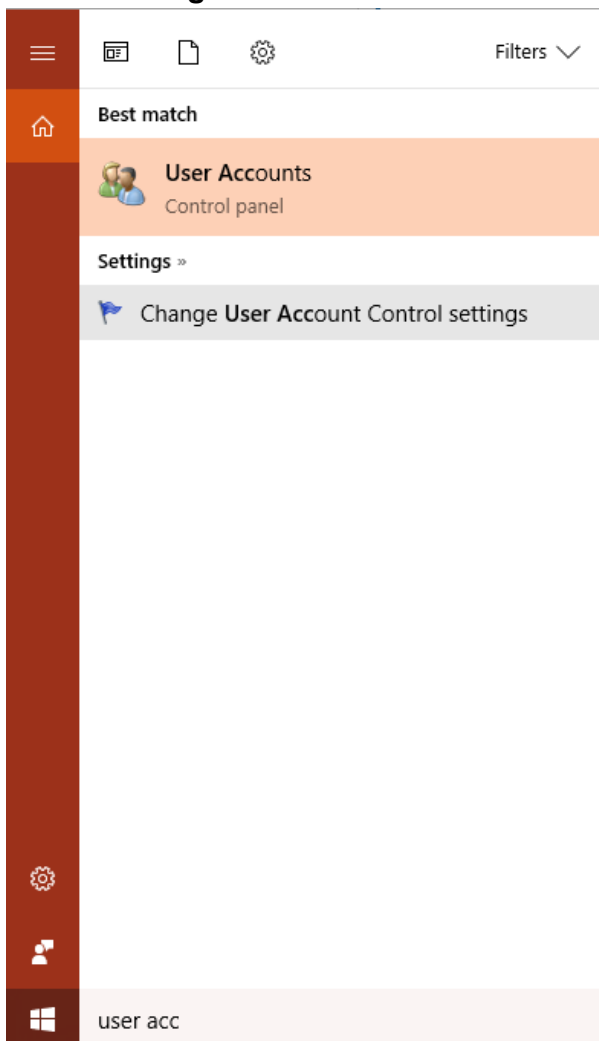 Filters
Best match
User Accounts
Control panel
Settings »
Change User Account Control settings
user acc